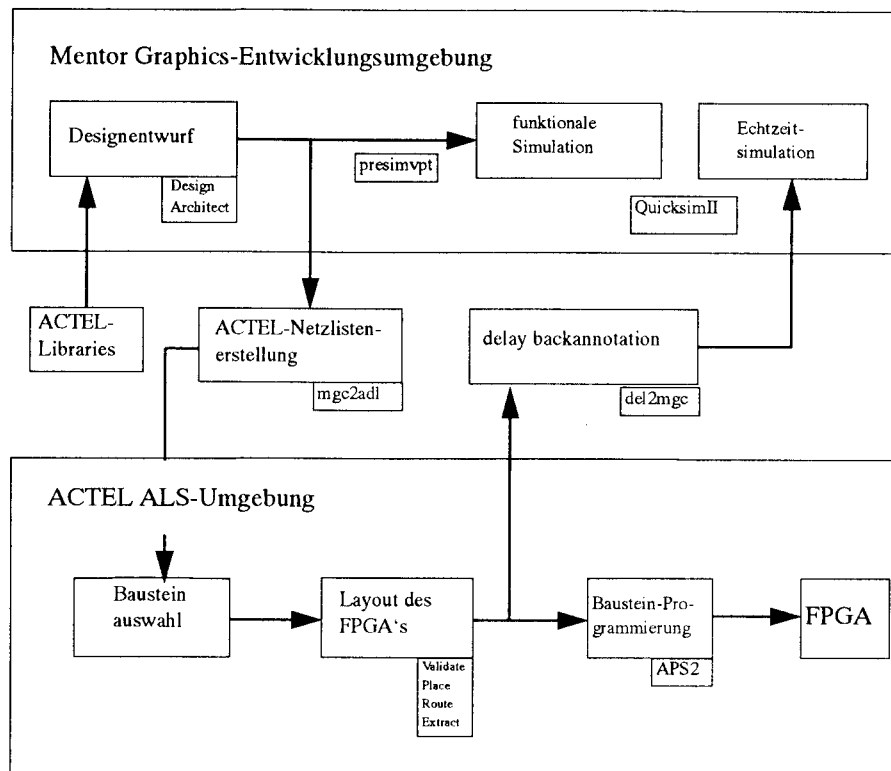 Mentor Graphics-Entwicklungsumgebung
Designentwurf
Design
Architect
presimvpt
funktionale
Simulation
Echtzeit-
simulation
QuicksimII
ACTEL-
Libraries
ACTEL-Netzlisten-
erstellung
mgc2adl
delay backannotation
del2mgc
ACTEL ALS-Umgebung
Baustein
auswahl
Layout des
FPGA‘s
Validate
Place
Route
Extract
Baustein-Pro-
grammierung
APS2
FPGA